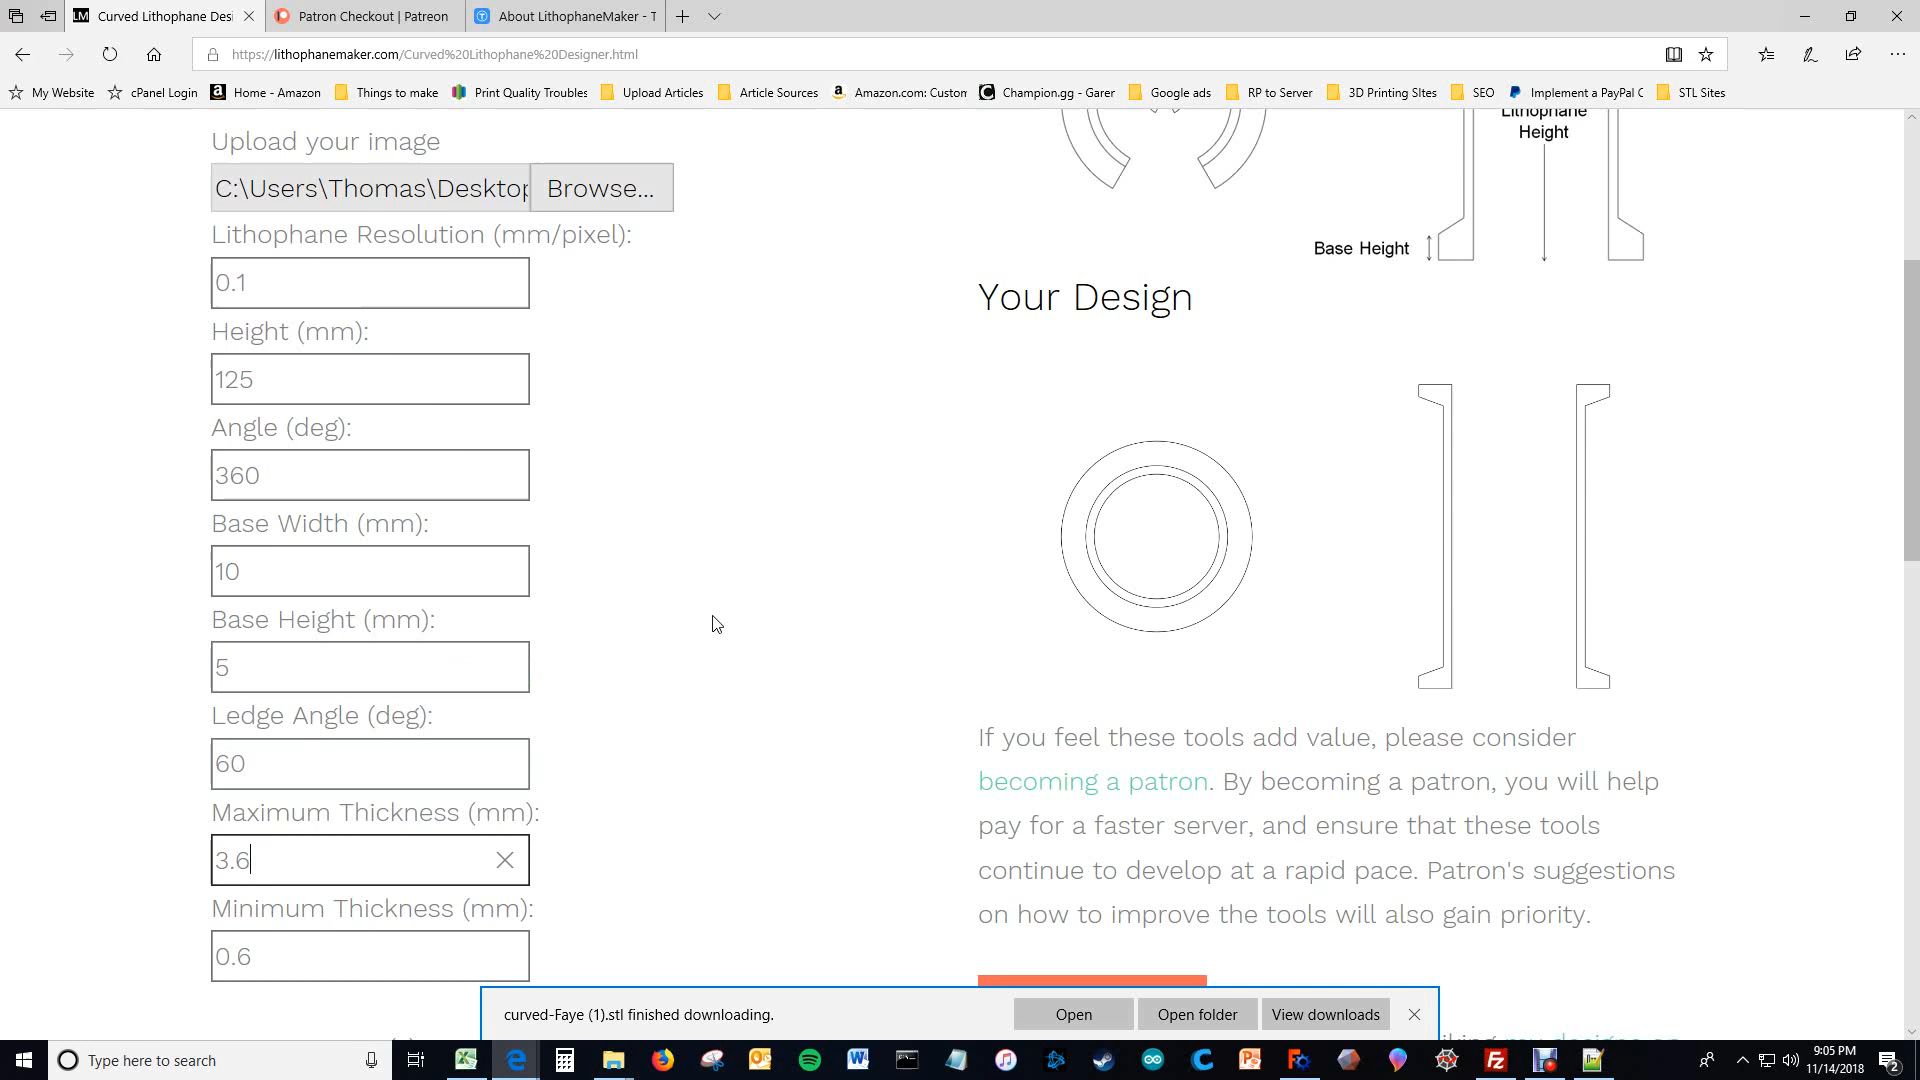 Curved Lithophane Desi
Patron Checkout | Patreon
About LithophaneMaker - T
https://lithophanemaker.com/Curved%20Lithophane%20Designer.html
My Website
cPanel Login
Home - Amazon
Things to make
Print Quality Troubles
Upload Articles
Article Sources
Amazon.com: Custom
Champion.gg - Garer
Google ads
RP to Server
3D Printing SItes
SEO
Implement a PayPal C
STL Sites
Upload your image
C:\Users\Thomas\Desktop
Browse...
Lithophane Resolution (mm/pixel):
0.1
Height (mm):
125
Angle (deg):
360
Base Width (mm):
10
Base Height (mm):
5
Ledge Angle (deg):
60
Maximum Thickness (mm):
3.6
Minimum Thickness (mm):
0.6
Lithophane
Height
Base Height
Your Design
If you feel these tools add value, please consider
becoming a patron. By becoming a patron, you will help
pay for a faster server, and ensure that these tools
continue to develop at a rapid pace. Patron's suggestions
on how to improve the tools will also gain priority.
curved-Faye (1).stl finished downloading.
Open
Open folder
View downloads
Type here to search
9:05 PM
11/14/2018
2